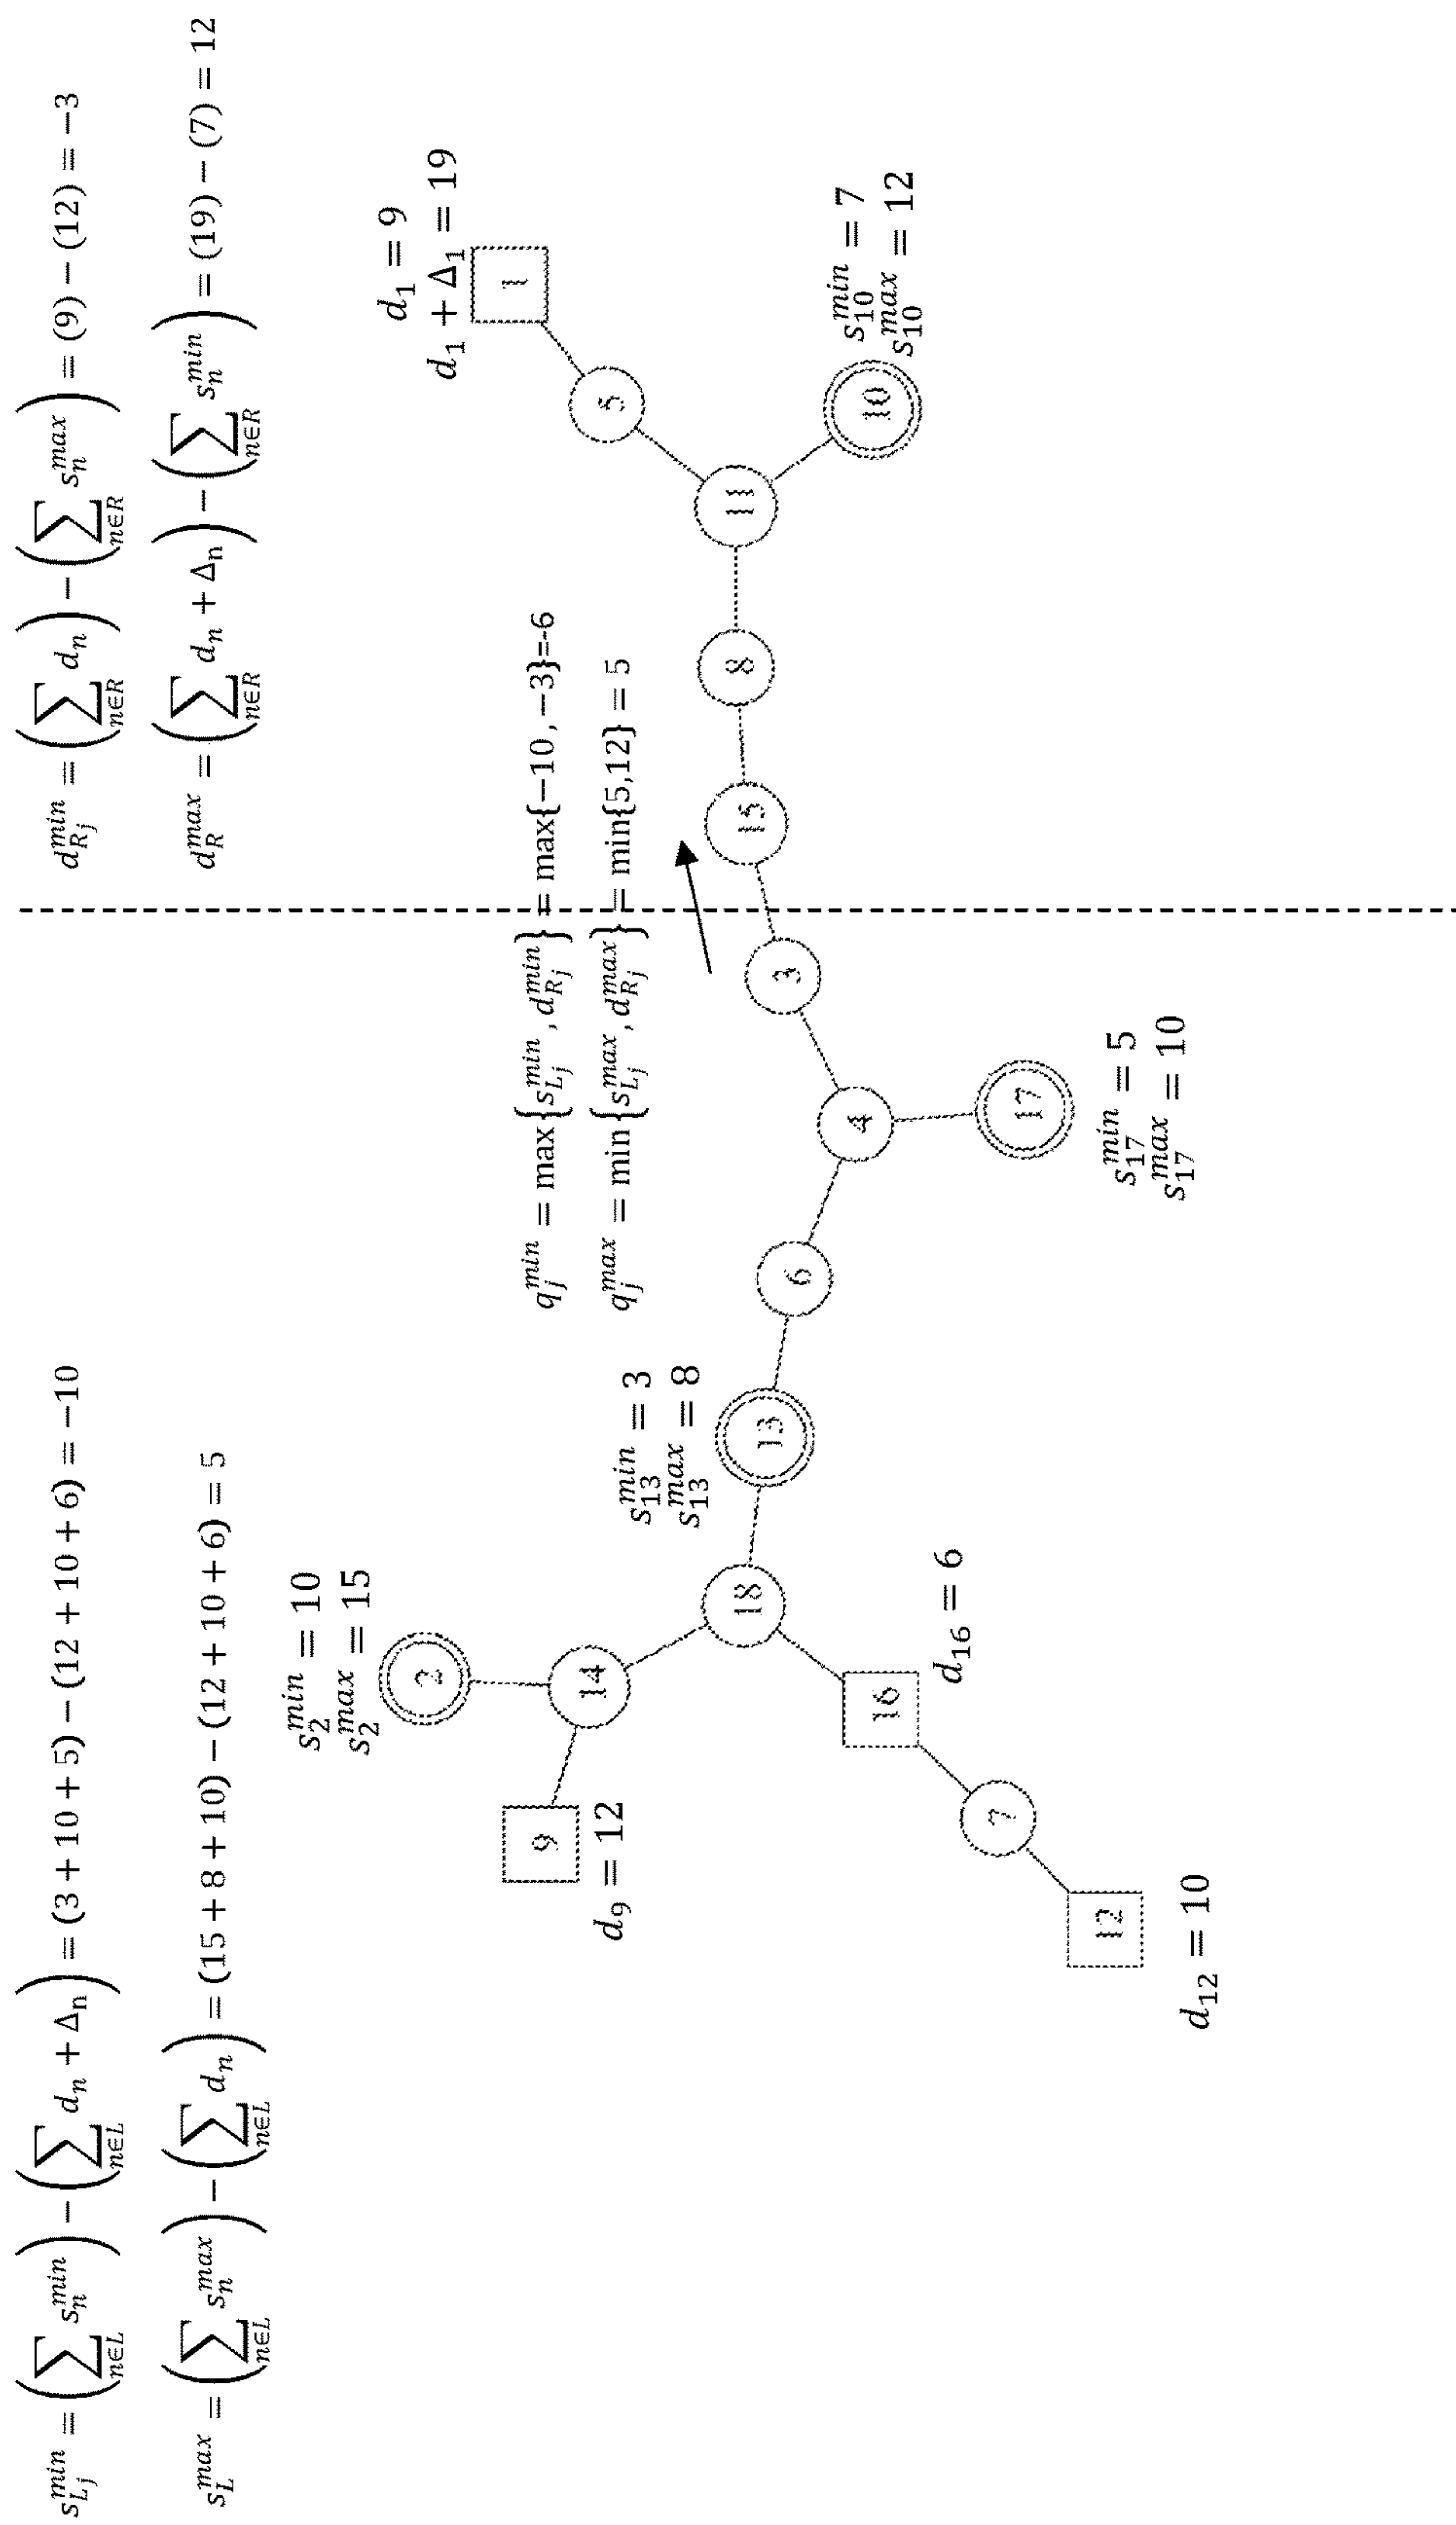 s_{L_j}^{min} = (∑_{n∈L} s_n^{min}) − (∑_{n∈L} d_n + Δ_n) = (3 + 10 + 5) − (12 + 10 + 6) = −10
s_L^{max} = (∑_{n∈L} s_n^{max}) − (∑_{n∈L} d_n) = (15 + 8 + 10) − (12 + 10 + 6) = 5
d_{R_j}^{min} = (∑_{n∈R} d_n) − (∑_{n∈R} s_n^{max}) = (9) − (12) = −3
d_R^{max} = (∑_{n∈R} d_n + Δ_n) − (∑_{n∈R} s_n^{min}) = (19) − (7) = 12
q_j^{min} = max{s_{L_j}^{min}, d_{R_j}^{min}} = max{−10, −3}=-6
q_j^{max} = min{s_{L_j}^{max}, d_{R_j}^{max}} = min{5,12} = 5
s_2^{min} = 10
s_2^{max} = 15
2
9
d_9 = 12
14
18
16
d_{16} = 6
7
12
d_{12} = 10
s_{13}^{min} = 3
s_{13}^{max} = 8
13
6
4
17
s_{17}^{min} = 5
s_{17}^{max} = 10
3
15
8
11
5
d_1 = 9
d_1 + Δ_1 = 19
1
10
s_{10}^{min} = 7
s_{10}^{max} = 12